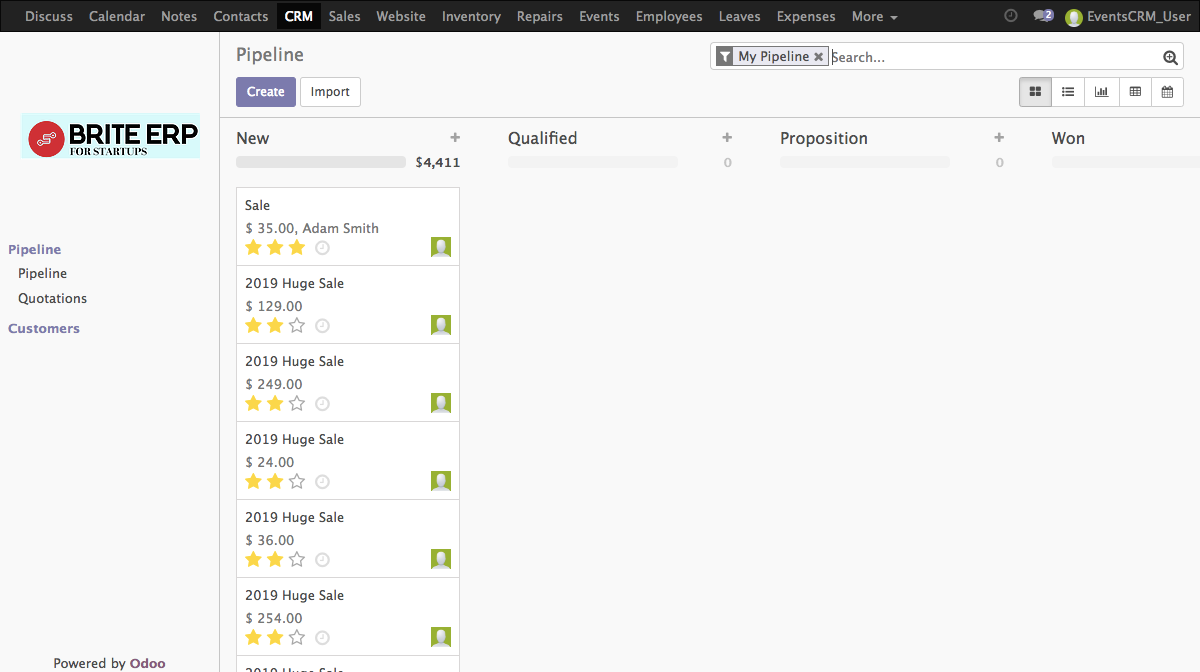 Discuss Calendar Notes Contacts CRM Sales Website Inventory Repairs Events Employees Leaves Expenses More 2 EventsCRM_User
Pipeline
My Pipeline Search...
Create Import
BRITE ERP
FOR STARTUPS
Pipeline
Pipeline
Quotations
Customers
Powered by Odoo
New + Qualified + Proposition + Won
$4,411 0 0
Sale
$ 35.00, Adam Smith
2019 Huge Sale
$ 129.00
2019 Huge Sale
$ 249.00
2019 Huge Sale
$ 24.00
2019 Huge Sale
$ 36.00
2019 Huge Sale
$ 254.00
2019 Huge Sale